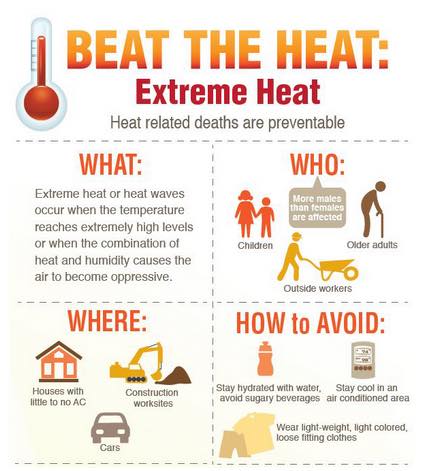 BEAT THE HEAT:
Extreme Heat
Heat related deaths are preventable
WHAT:
Extreme heat or heat waves
occur when the temperature
reaches extremely high levels
or when the combination of
heat and humidity causes the
air to become oppressive.
WHO:
More males
than females
are affected
Children
Older adults
Outside workers
WHERE:
Houses with
little to no AC
Construction
worksites
Cars
HOW to AVOID:
Stay hydrated with water,
avoid sugary beverages
Stay cool in an
air conditioned area
Wear light-weight, light colored,
loose fitting clothes